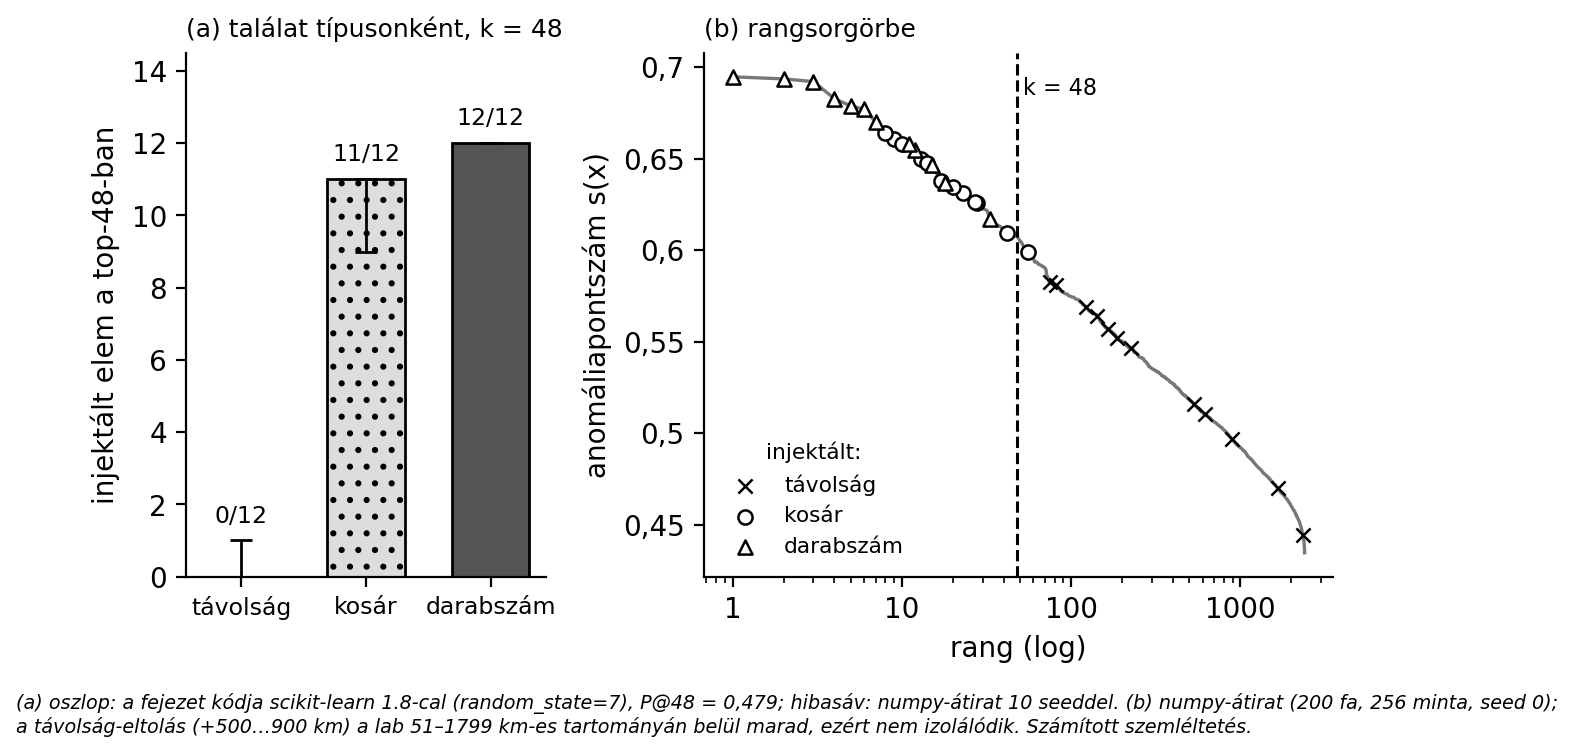 (a) találat típusonként, k = 48
injektált elem a top-48-ban
14
12
10
8
6
4
2
0
0/12
11/12
12/12
távolság
kosár
darabszám
(b) rangsorgörbe
anomáliapontszám s(x)
0,7
0,65
0,6
0,55
0,5
0,45
k = 48
injektált:
távolság
kosár
darabszám
1
10
100
1000
rang (log)
(a) oszlop: a fejezet kódja scikit-learn 1.8-cal (random_state=7), P@48 = 0,479; hibasáv: numpy-átirat 10 seeddel. (b) numpy-átirat (200 fa, 256 minta, seed 0);
a távolság-eltolás (+500…900 km) a lab 51–1799 km-es tartományán belül marad, ezért nem izolálódik. Számított szemléltetés.